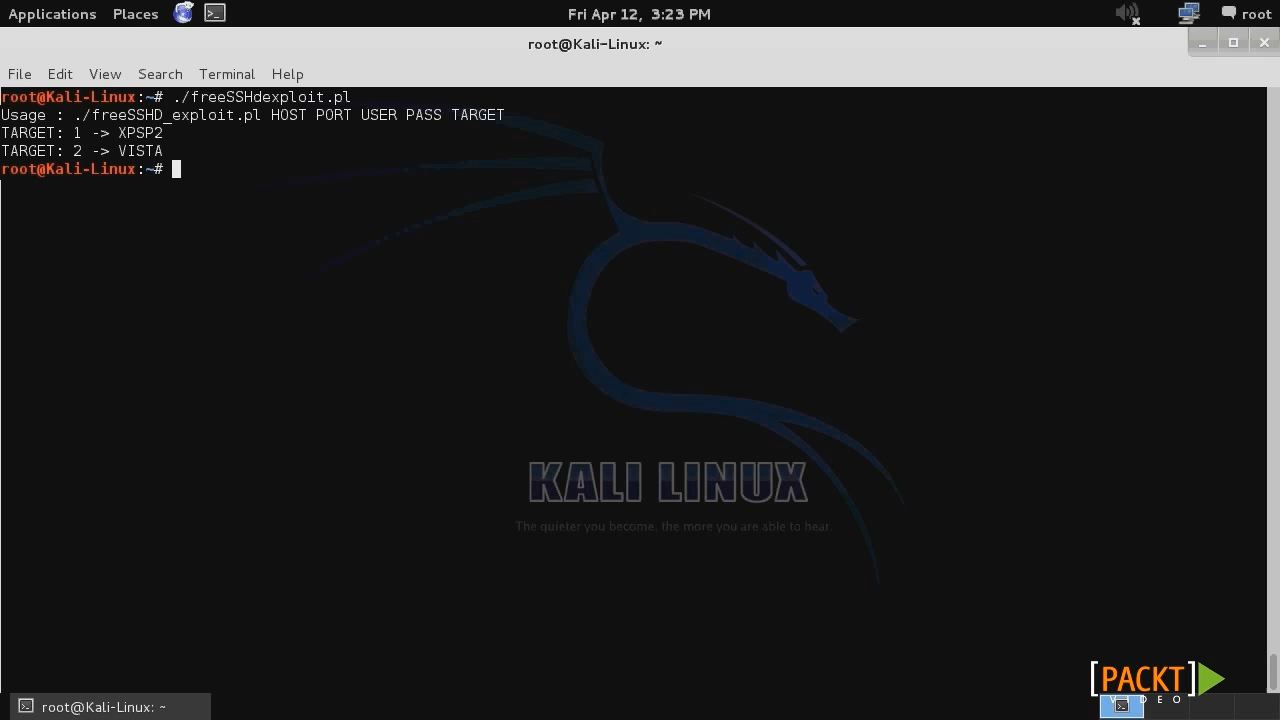 Applications Places Fri Apr 12, 3:23 PM root
root@Kali-Linux: ~
File Edit View Search Terminal Help
root@Kali-Linux:~# ./freeSSHdexploit.pl
Usage : ./freeSSHD_exploit.pl HOST PORT USER PASS TARGET
TARGET: 1 -> XPSP2
TARGET: 2 -> VISTA
root@Kali-Linux:~#
KALI LINUX
The quieter you become, the more you are able to hear.
[PACKT]
VIDEO
root@Kali-Linux: ~